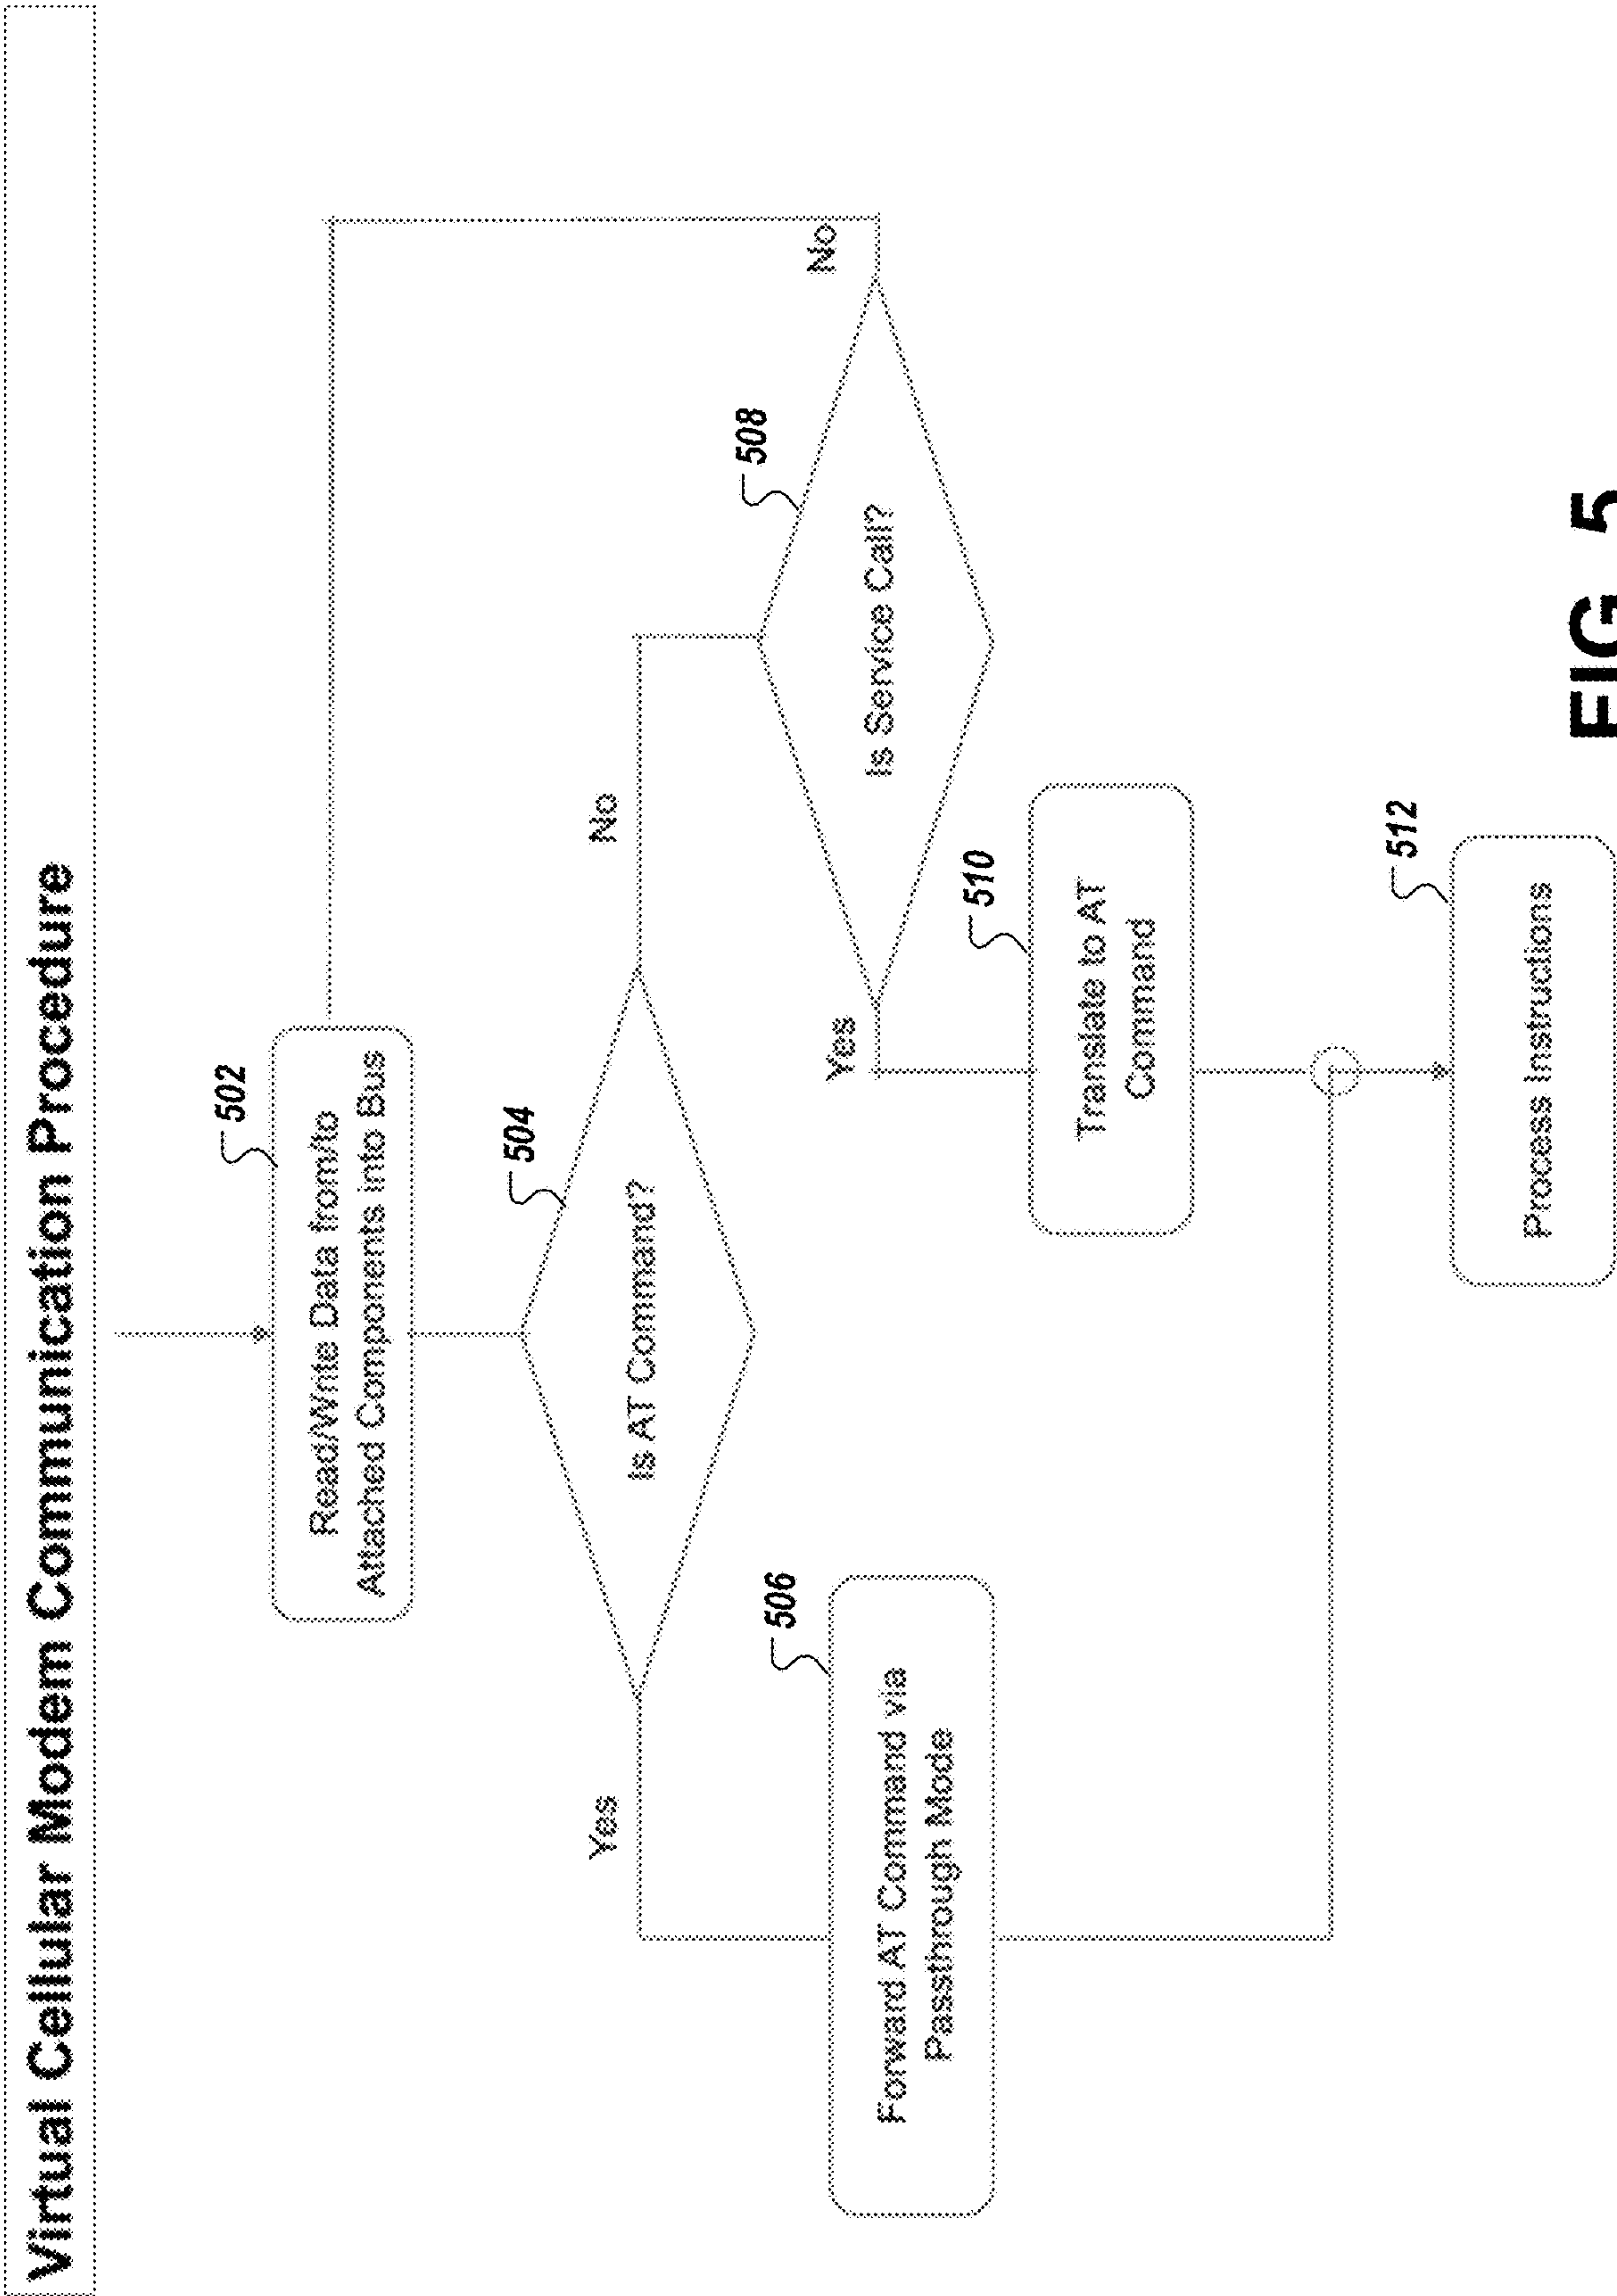 Virtual Cellular Modem Communication Procedure
502
Read/Write Data from/to
Attached Components into Bus
504
Is AT Command?
Yes
No
506
Forward AT Command via
Passthrough Mode
508
Is Service Call?
Yes
No
510
Translate to AT
Command
512
Process Instructions
FIG. 5